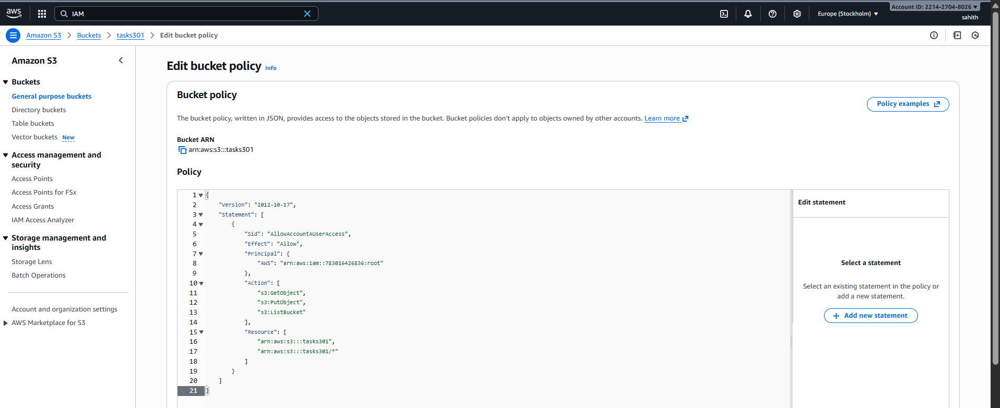 aws
IAM
Europe (Stockholm)
Account ID: 2214-2704-8026
sahith
Amazon S3
Buckets
tasks301
Edit bucket policy
Amazon S3
Buckets
General purpose buckets
Directory buckets
Table buckets
Vector buckets New
Access management and
security
Access Points
Access Points for FSx
Access Grants
IAM Access Analyzer
Storage management and
insights
Storage Lens
Batch Operations
Account and organization settings
AWS Marketplace for S3
Edit bucket policy Info
Bucket policy
Policy examples
The bucket policy, written in JSON, provides access to the objects stored in the bucket. Bucket policies don't apply to objects owned by other accounts. Learn more
Bucket ARN
arn:aws:s3:::tasks301
Policy
1 {
2 "Version": "2012-10-17",
3 "Statement": [
4 {
5 "Sid": "AllowAccountAUserAccess",
6 "Effect": "Allow",
7 "Principal": {
8 "AWS": "arn:aws:iam::783016426836:root"
9 },
10 "Action": [
11 "s3:GetObject",
12 "s3:PutObject",
13 "s3:ListBucket"
14 ],
15 "Resource": [
16 "arn:aws:s3:::tasks301",
17 "arn:aws:s3:::tasks301/*"
18 ]
19 }
20 ]
21 }
Edit statement
Select a statement
Select an existing statement in the policy or
add a new statement.
+ Add new statement